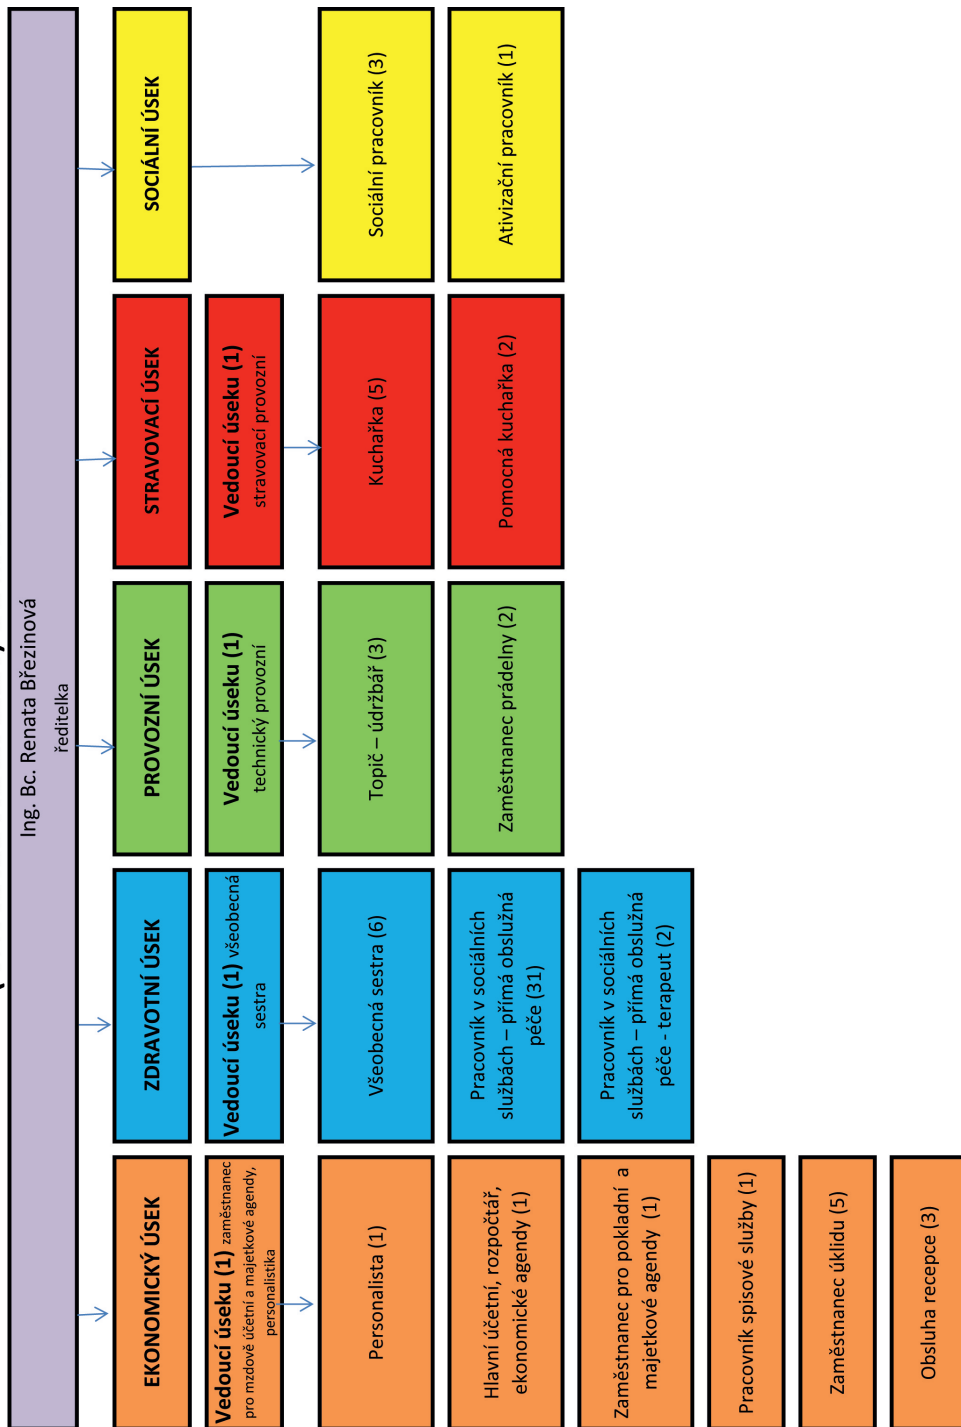 Ing. Bc. Renata Březinová
ředitelka
EKONOMICKÝ ÚSEK
Vedoucí úseku (1) zaměstnanec
pro mzdově účetní a majetkové agendy,
personalistika
Personalista (1)
Hlavní účetní, rozpočtář,
ekonomické agendy (1)
Zaměstnanec pro pokladní a
majetkové agendy (1)
Pracovník spisové služby (1)
Zaměstnanec úklidu (5)
Obsluha recepce (3)
ZDRAVOTNÍ ÚSEK
Vedoucí úseku (1) všeobecná
sestra
Všeobecná sestra (6)
Pracovník v sociálních
službách – přímá obslužná
péče (31)
Pracovník v sociálních
službách – přímá obslužná
péče - terapeut (2)
PROVOZNÍ ÚSEK
Vedoucí úseku (1)
technický provozní
Topič – údržbář (3)
Zaměstnanec prádelny (2)
STRAVOVACÍ ÚSEK
Vedoucí úseku (1)
stravovací provozní
Kuchařka (5)
Pomocná kuchařka (2)
SOCIÁLNÍ ÚSEK
Sociální pracovník (3)
Ativizační pracovník (1)